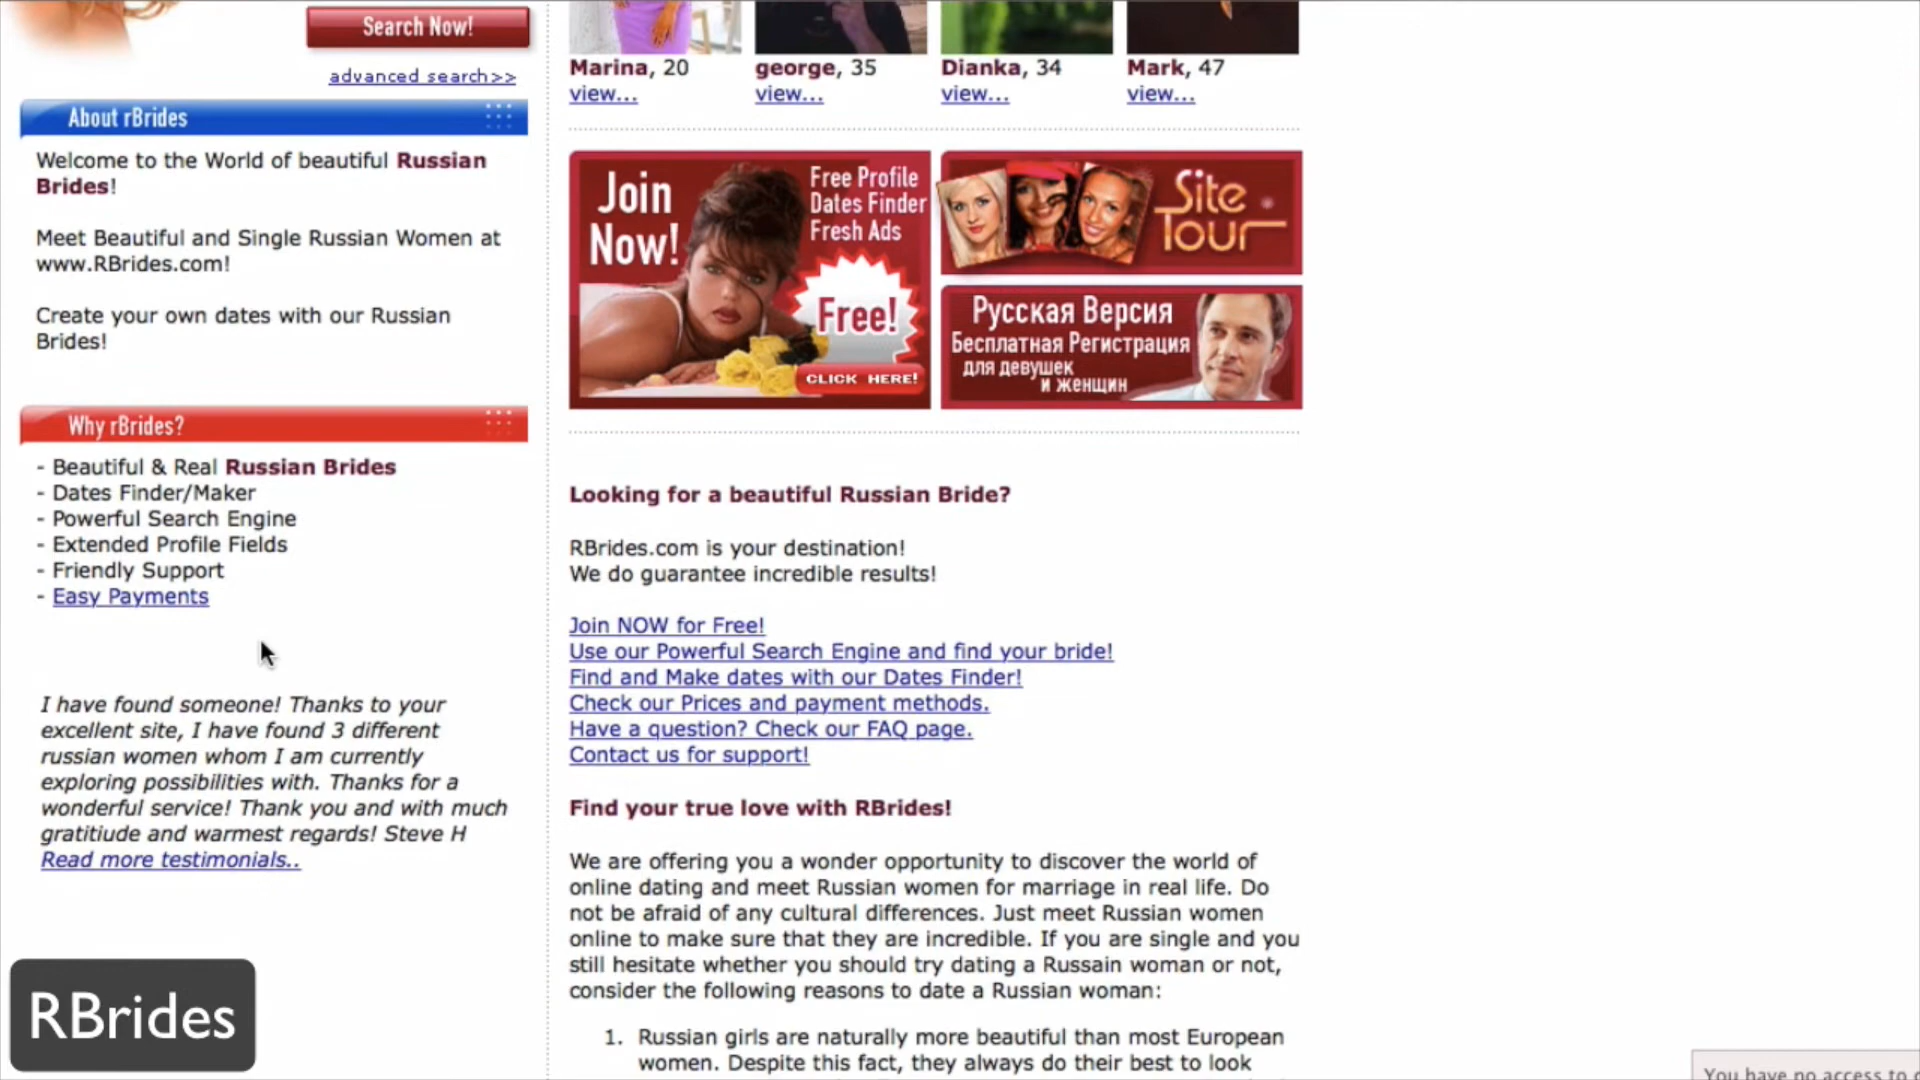 Search Now!
advanced search>>
About rBrides
Welcome to the World of beautiful Russian
Brides!
Meet Beautiful and Single Russian Women at
www.RBrides.com!
Create your own dates with our Russian
Brides!
Why rBrides?
- Beautiful & Real Russian Brides
- Dates Finder/Maker
- Powerful Search Engine
- Extended Profile Fields
- Friendly Support
- Easy Payments
I have found someone! Thanks to your
excellent site, I have found 3 different
russian women whom I am currently
exploring possibilities with. Thanks for a
wonderful service! Thank you and with much
gratitiude and warmest regards! Steve H
Read more testimonials..
RBrides
Marina, 20
view...
george, 35
view...
Dianka, 34
view...
Mark, 47
view...
Join
Now!
Free Profile
Dates Finder
Fresh Ads
Free!
CLICK HERE!
Site
Tour
Русская Версия
Бесплатная Регистрация
для девушек
и женщин
Looking for a beautiful Russian Bride?
RBrides.com is your destination!
We do guarantee incredible results!
Join NOW for Free!
Use our Powerful Search Engine and find your bride!
Find and Make dates with our Dates Finder!
Check our Prices and payment methods.
Have a question? Check our FAQ page.
Contact us for support!
Find your true love with RBrides!
We are offering you a wonder opportunity to discover the world of
online dating and meet Russian women for marriage in real life. Do
not be afraid of any cultural differences. Just meet Russian women
online to make sure that they are incredible. If you are single and you
still hesitate whether you should try dating a Russain woman or not,
consider the following reasons to date a Russian woman:
1. Russian girls are naturally more beautiful than most European
women. Despite this fact, they always do their best to look
You have no access to